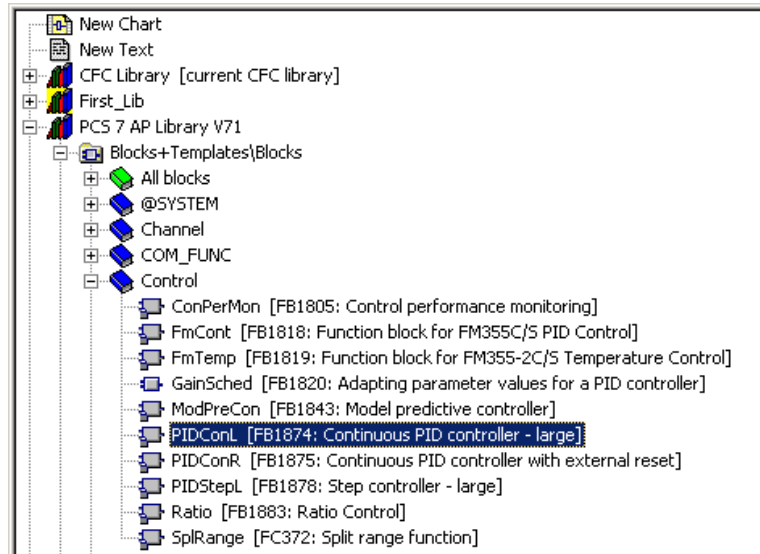 New Chart
New Text
CFC Library [current CFC library]
First_Lib
PCS 7 AP Library V71
Blocks+Templates\Blocks
All blocks
@SYSTEM
Channel
COM_FUNC
Control
ConPerMon [FB1805: Control performance monitoring]
FmCont [FB1818: Function block for FM355C/S PID Control]
FmTemp [FB1819: Function block for FM355-2C/S Temperature Control]
GainSched [FB1820: Adapting parameter values for a PID controller]
ModPreCon [FB1843: Model predictive controller]
PIDConL [FB1874: Continuous PID controller - large]
PIDConR [FB1875: Continuous PID controller with external reset]
PIDStepL [FB1878: Step controller - large]
Ratio [FB1883: Ratio Control]
SplRange [FC372: Split range function]